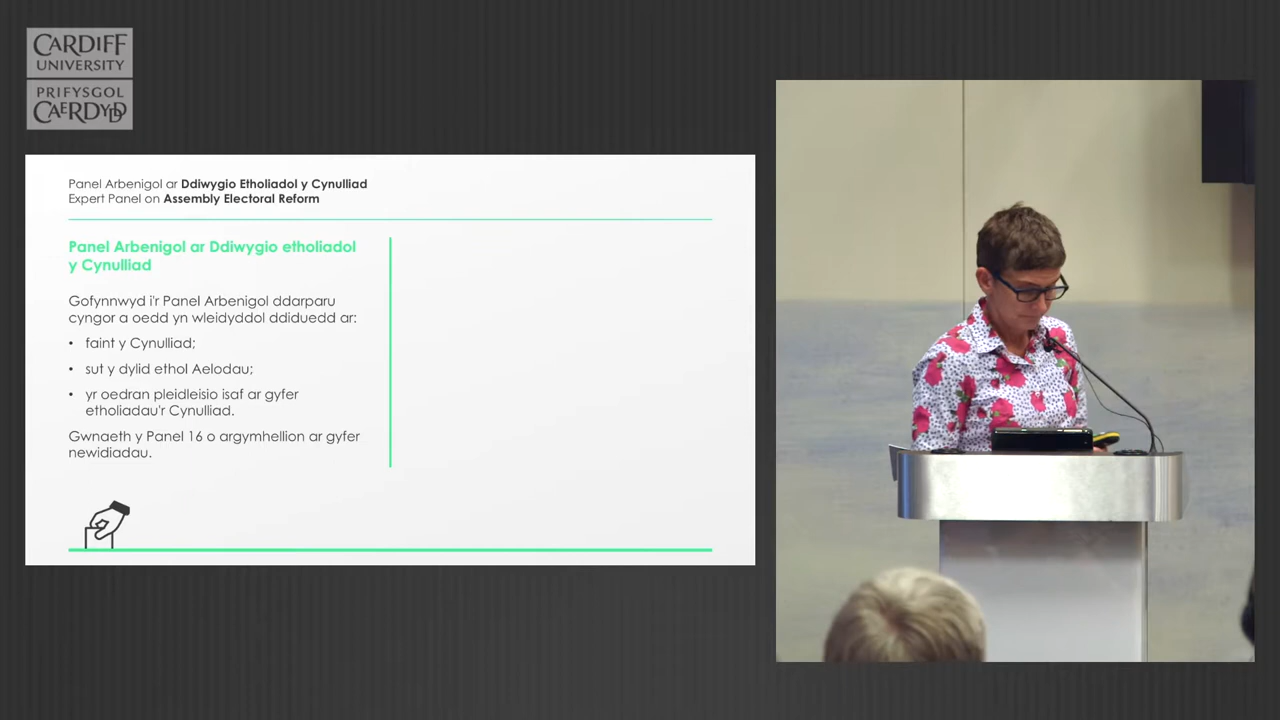 CARDIFF
UNIVERSITY
PRIFYSGOL
CAERDYDD
Panel Arbenigol ar Ddiwygio Etholiadol y Cynulliad
Expert Panel on Assembly Electoral Reform
Panel Arbenigol ar Ddiwygio etholiadol
y Cynulliad
Gofynnwyd i'r Panel Arbenigol ddarparu
cyngor a oedd yn wleidyddol ddiduedd ar:
• faint y Cynulliad;
• sut y dylid ethol Aelodau;
• yr oedran pleidleisio isaf ar gyfer
etholiadau'r Cynulliad.
Gwnaeth y Panel 16 o argymhellion ar gyfer
newidiadau.